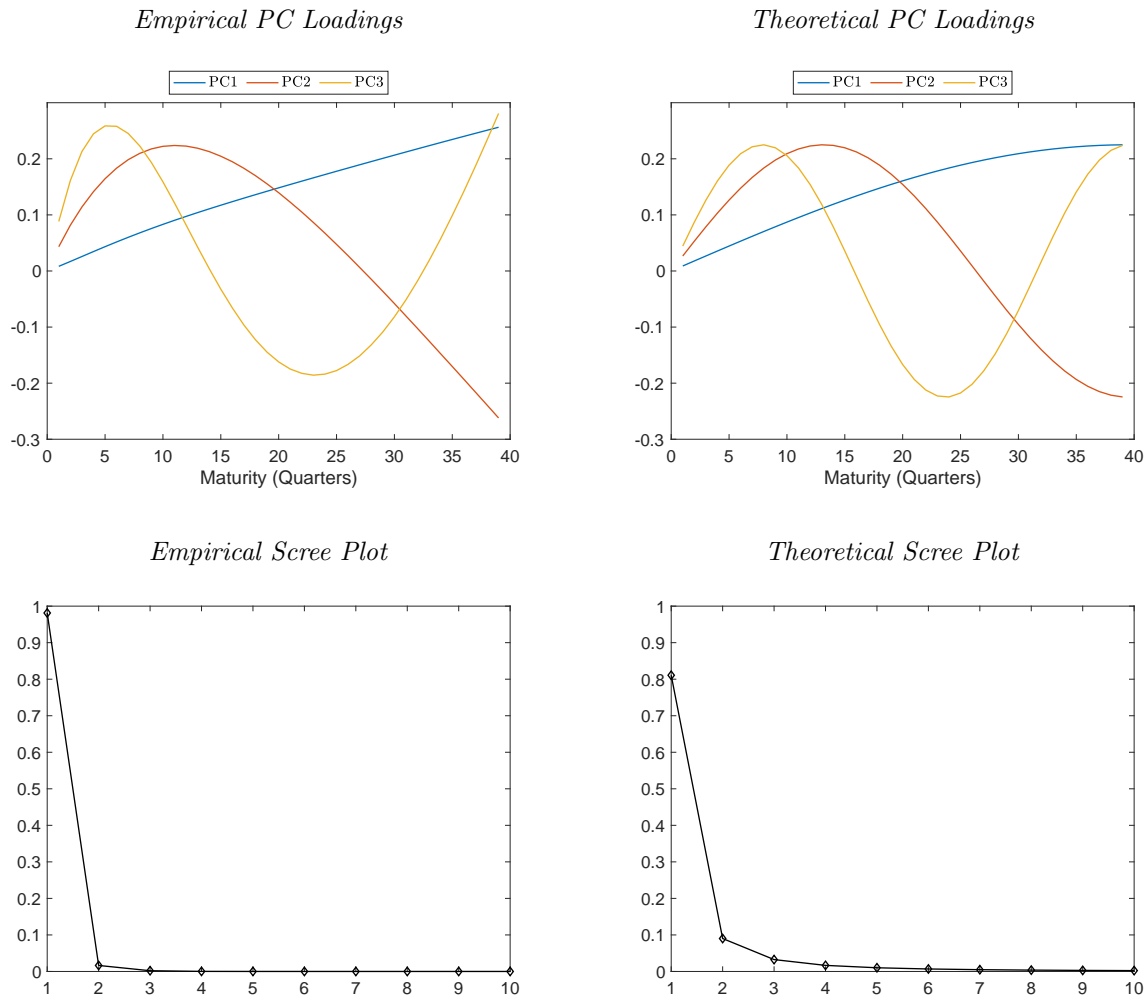 Empirical PC Loadings
PC1 PC2 PC3
0.2
0.1
0
-0.1
-0.2
-0.3
0 5 10 15 20 25 30 35 40
Maturity (Quarters)
Theoretical PC Loadings
PC1 PC2 PC3
0.2
0.1
0
-0.1
-0.2
-0.3
0 5 10 15 20 25 30 35 40
Maturity (Quarters)
Empirical Scree Plot
1
0.9
0.8
0.7
0.6
0.5
0.4
0.3
0.2
0.1
0
1 2 3 4 5 6 7 8 9 10
Theoretical Scree Plot
1
0.9
0.8
0.7
0.6
0.5
0.4
0.3
0.2
0.1
0
1 2 3 4 5 6 7 8 9 10